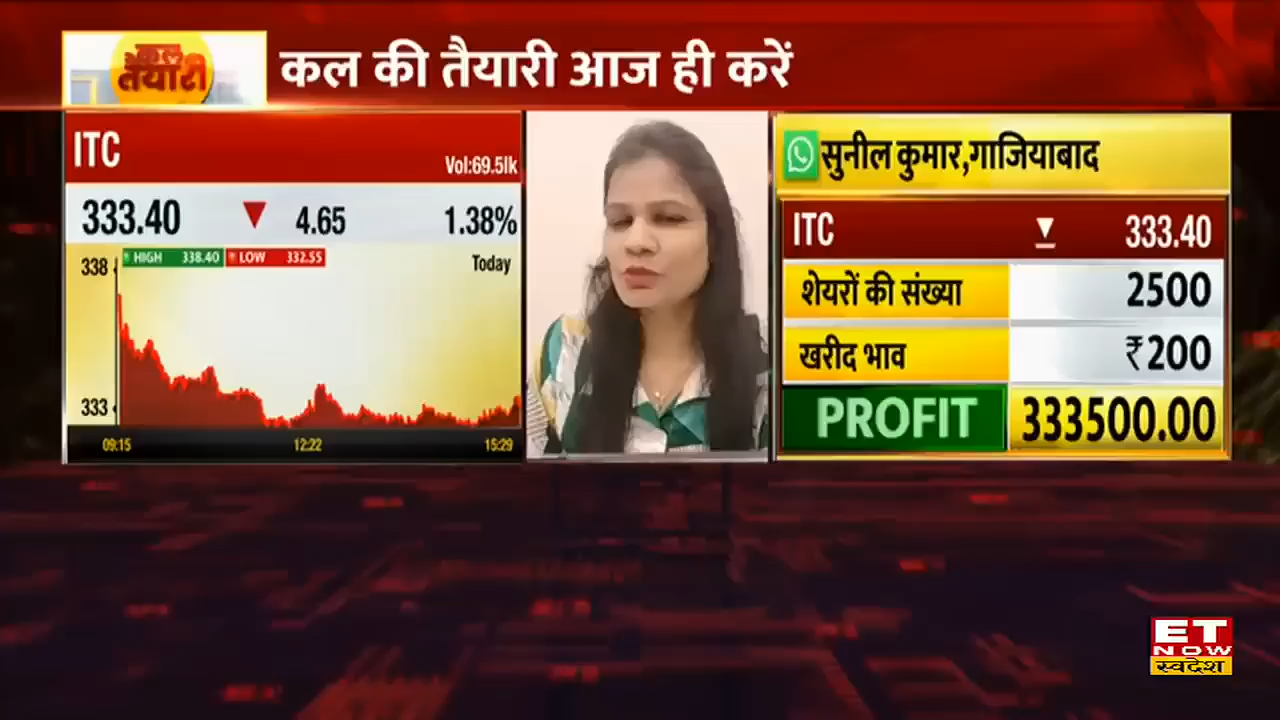 कल की तैयारी
कल की तैयारी आज ही करें
ITC
Vol:69.5lk
333.40 ▼ 4.65 1.38%
HIGH 338.40 LOW 332.55
Today
338
333
09:15 12:22 15:29
सुनील कुमार,गाजियाबाद
ITC ▼ 333.40
शेयरों की संख्या 2500
खरीद भाव ₹200
PROFIT 333500.00
ET
NOW
स्वदेश